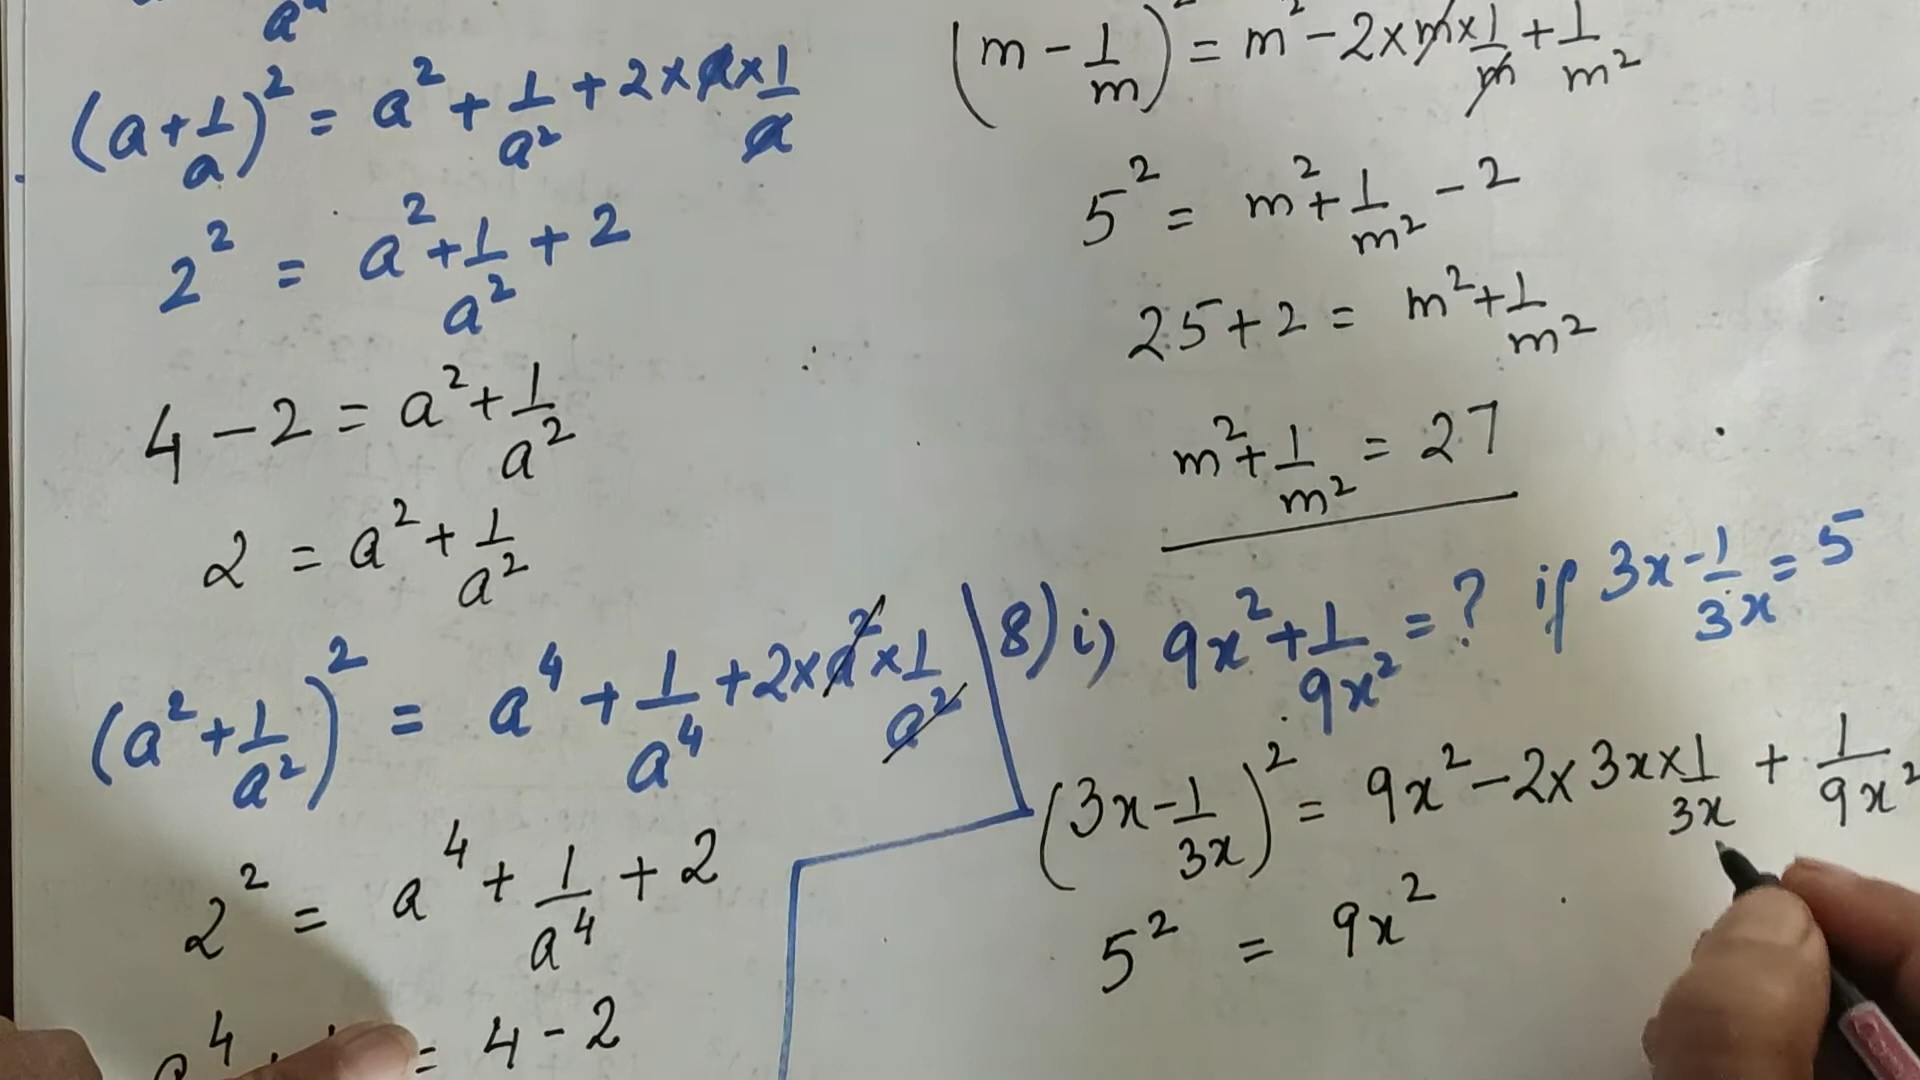 (a + 1/a)² = a² + 1/a² + 2 × a × 1/a
2² = a² + 1/a² + 2
4 - 2 = a² + 1/a²
2 = a² + 1/a²
(a² + 1/a²)² = a⁴ + 1/a⁴ + 2 × a² × 1/a²
2² = a⁴ + 1/a⁴ + 2
= 4 - 2
(m - 1/m)² = m² - 2 × m × 1/m + 1/m²
5² = m² + 1/m² - 2
25 + 2 = m² + 1/m²
m² + 1/m² = 27
8) i) 9x² + 1/9x² = ? if 3x - 1/3x = 5
(3x - 1/3x)² = 9x² - 2 × 3x × 1/3x + 1/9x²
5² = 9x²